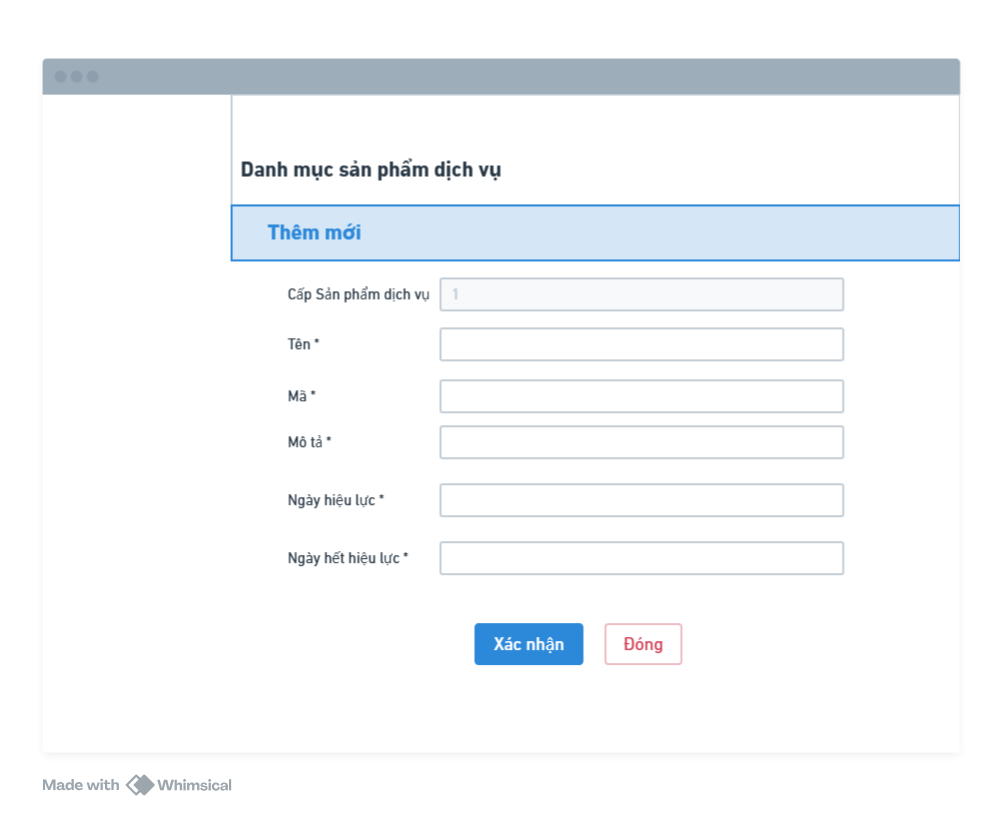 Danh mục sản phẩm dịch vụ
Thêm mới
Cấp Sản phẩm dịch vụ 1
Tên *
Mã *
Mô tả *
Ngày hiệu lực *
Ngày hết hiệu lực *
Xác nhận Đóng
Made with Whimsical